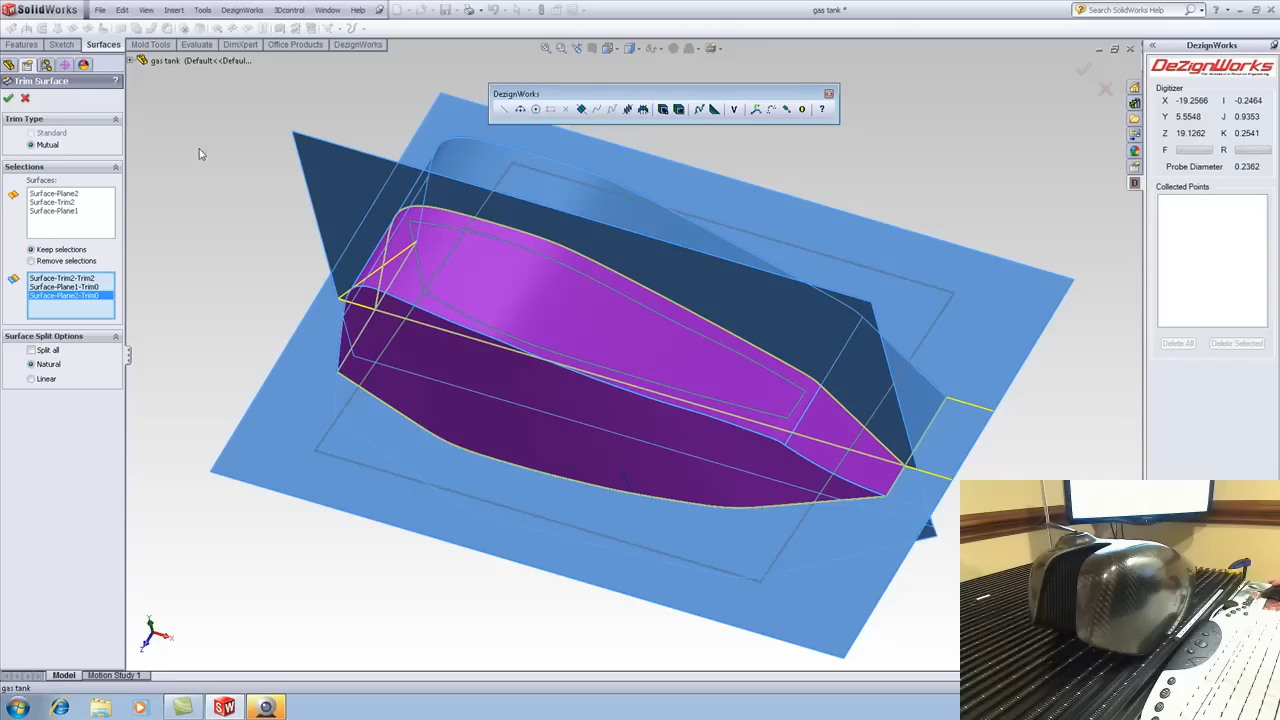 SolidWorks File Edit View Insert Tools DezignWorks 3Dcontrol Window Help gas tank * Search SolidWorks Help
Features Sketch Surfaces Mold Tools Evaluate DimXpert Office Products DezignWorks
gas tank (Default<<Defaul...
Trim Surface ?
Trim Type
Standard
Mutual
Selections
Surfaces:
Surface-Plane2
Surface-Trim2
Surface-Plane1
Keep selections
Remove selections
Surface-Trim2-Trim2
Surface-Plane1-Trim0
Surface-Plane2-Trim0
Surface Split Options
Split all
Natural
Linear
DezignWorks
V ?
DezignWorks
DEZIGNWORKS
Digitizer
X -19.2566 I -0.2464
Y 5.5548 J 0.9353
Z 19.1262 K 0.2541
F R
Probe Diameter 0.2362
Collected Points
Delete All Delete Selected
Y
X
Z
Model Motion Study 1
gas tank